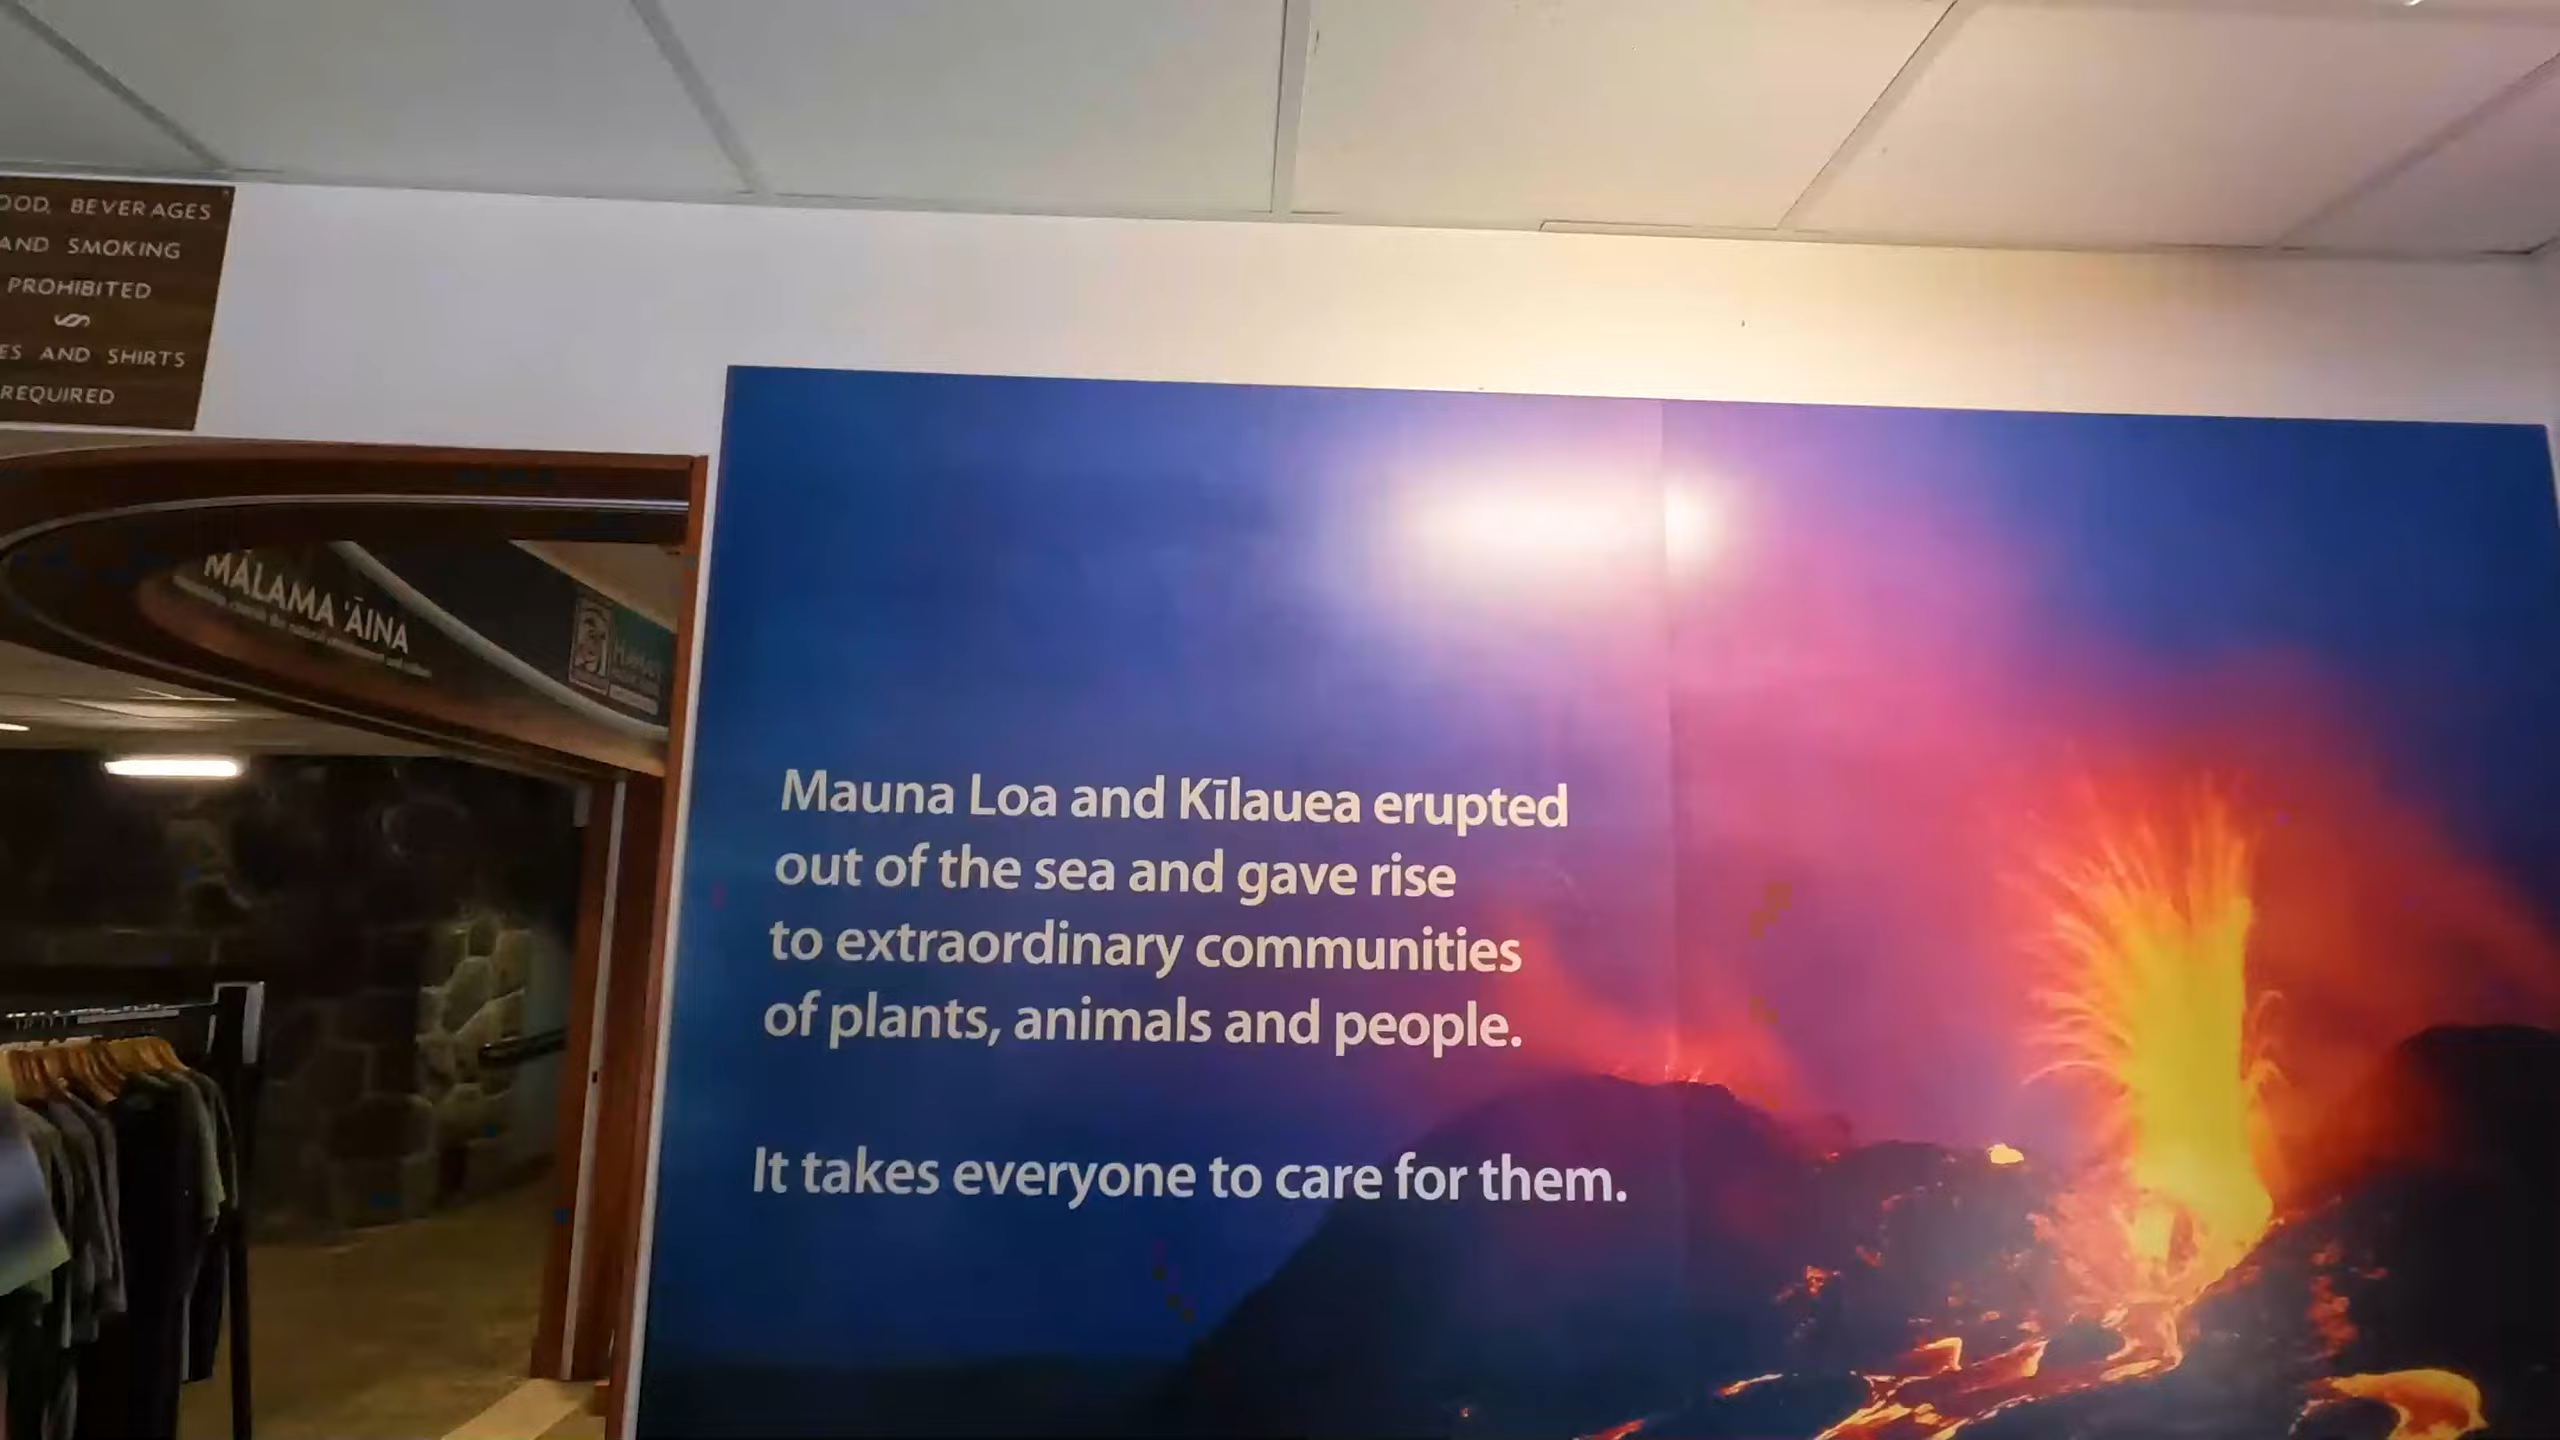 OOD, BEVERAGES
AND SMOKING
PROHIBITED
ES AND SHIRTS
REQUIRED
MĀLAMA ʻĀINA
Mauna Loa and Kīlauea erupted
out of the sea and gave rise
to extraordinary communities
of plants, animals and people.
It takes everyone to care for them.